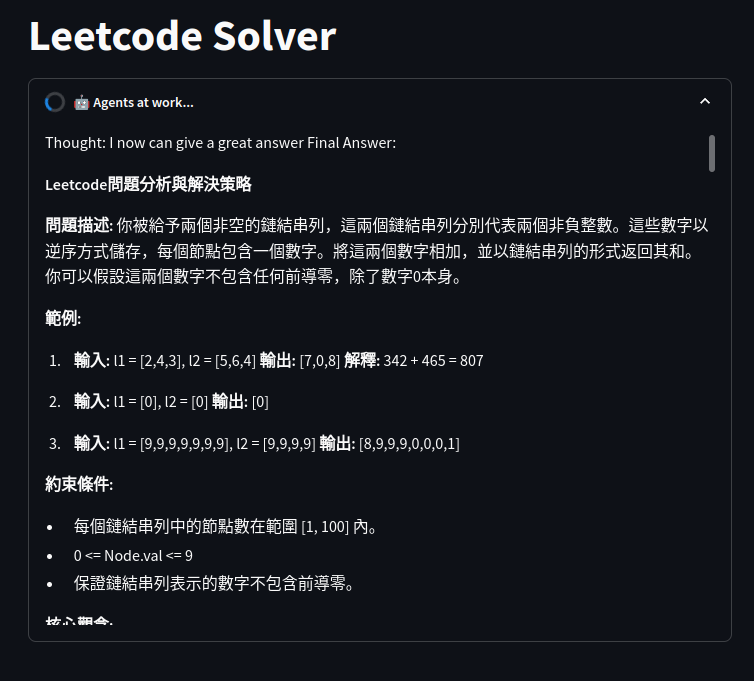 Leetcode Solver
🤖 Agents at work...
Thought: I now can give a great answer Final Answer:
Leetcode問題分析與解決策略
問題描述: 你被給予兩個非空的鏈結串列，這兩個鏈結串列分別代表兩個非負整數。這些數字以
逆序方式儲存，每個節點包含一個數字。將這兩個數字相加，並以鏈結串列的形式返回其和。
你可以假設這兩個數字不包含任何前導零，除了數字0本身。
範例:
1. 輸入: l1 = [2,4,3], l2 = [5,6,4] 輸出: [7,0,8] 解釋: 342 + 465 = 807
2. 輸入: l1 = [0], l2 = [0] 輸出: [0]
3. 輸入: l1 = [9,9,9,9,9,9,9], l2 = [9,9,9,9] 輸出: [8,9,9,9,0,0,0,1]
約束條件:
• 每個鏈結串列中的節點數在範圍 [1, 100] 內。
• 0 <= Node.val <= 9
• 保證鏈結串列表示的數字不包含前導零。
核心觀念: